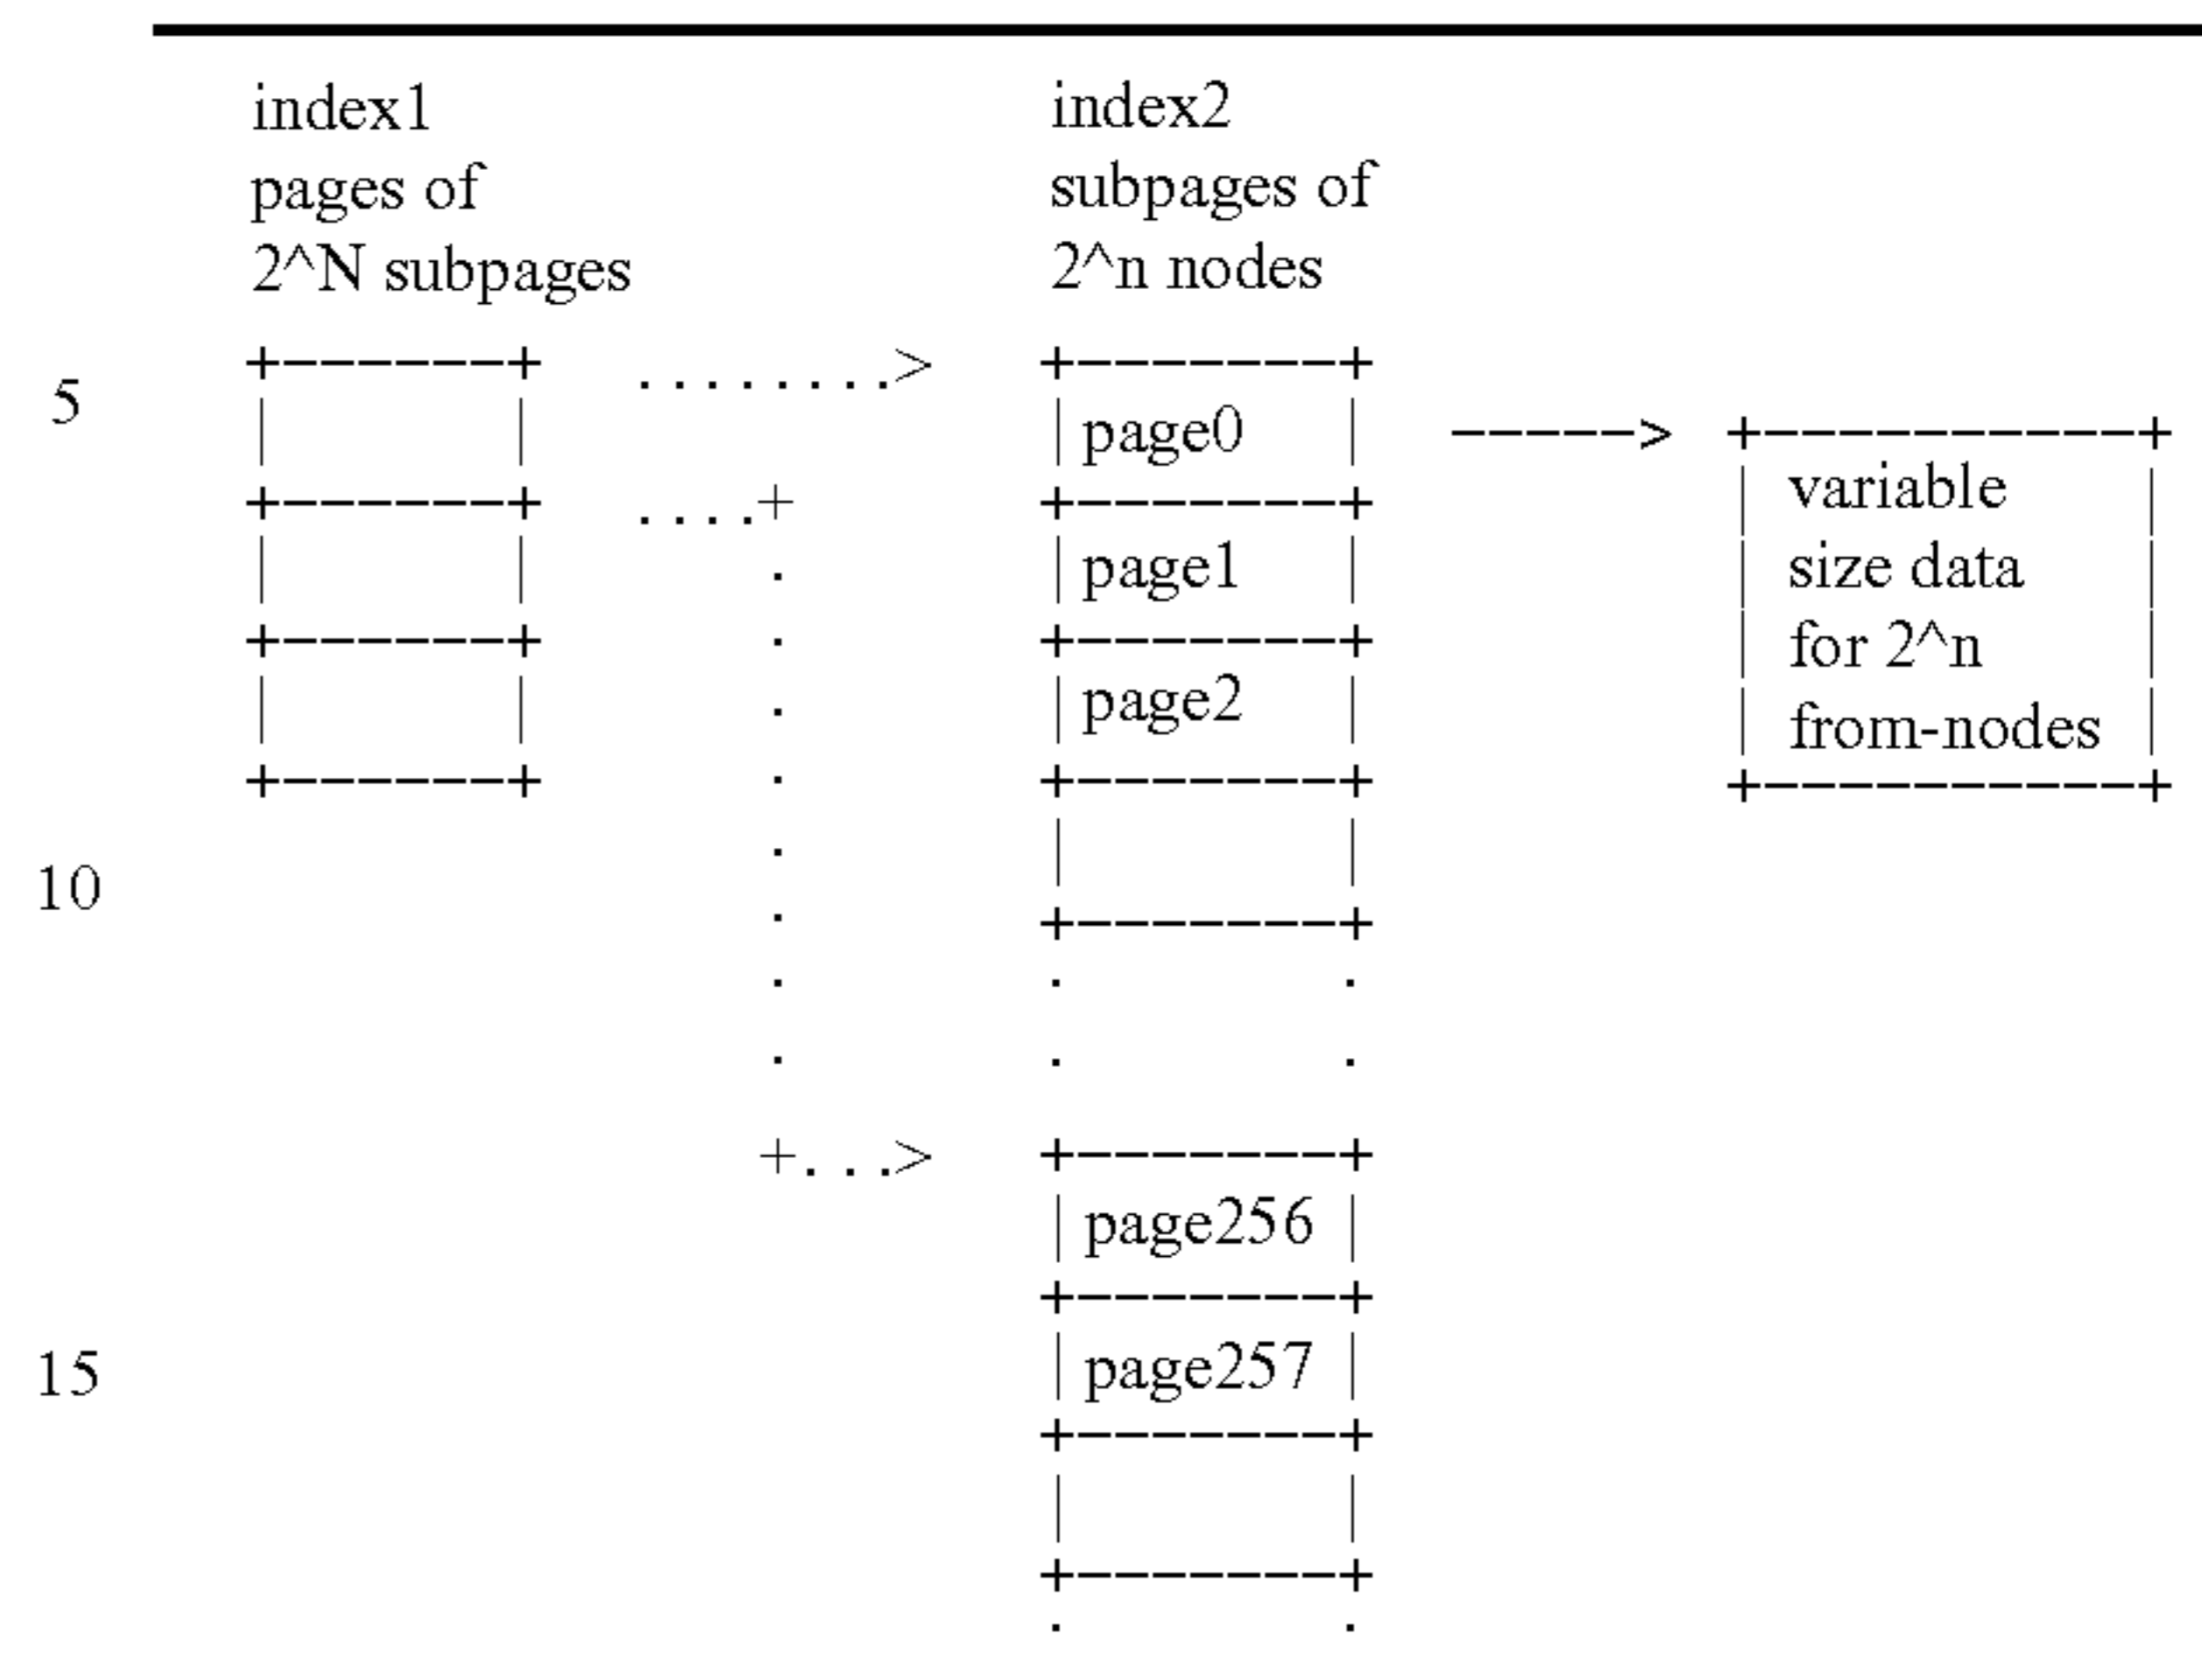 index1 index2
pages of subpages of
2^N subpages 2^n nodes
+-------+ ........> +--------+
5 | | | page0 | -----> +-----------+
+-------+ ....+ +--------+ | variable |
| | . | page1 | | size data |
+-------+ . +--------+ | for 2^n |
| | . | page2 | | from-nodes |
+-------+ . +--------+ +-----------+
. | |
10
. +--------+
. . .
. . .
+...> +--------+
| page256 |
+--------+
15 | page257 |
+--------+
| |
+--------+
. .